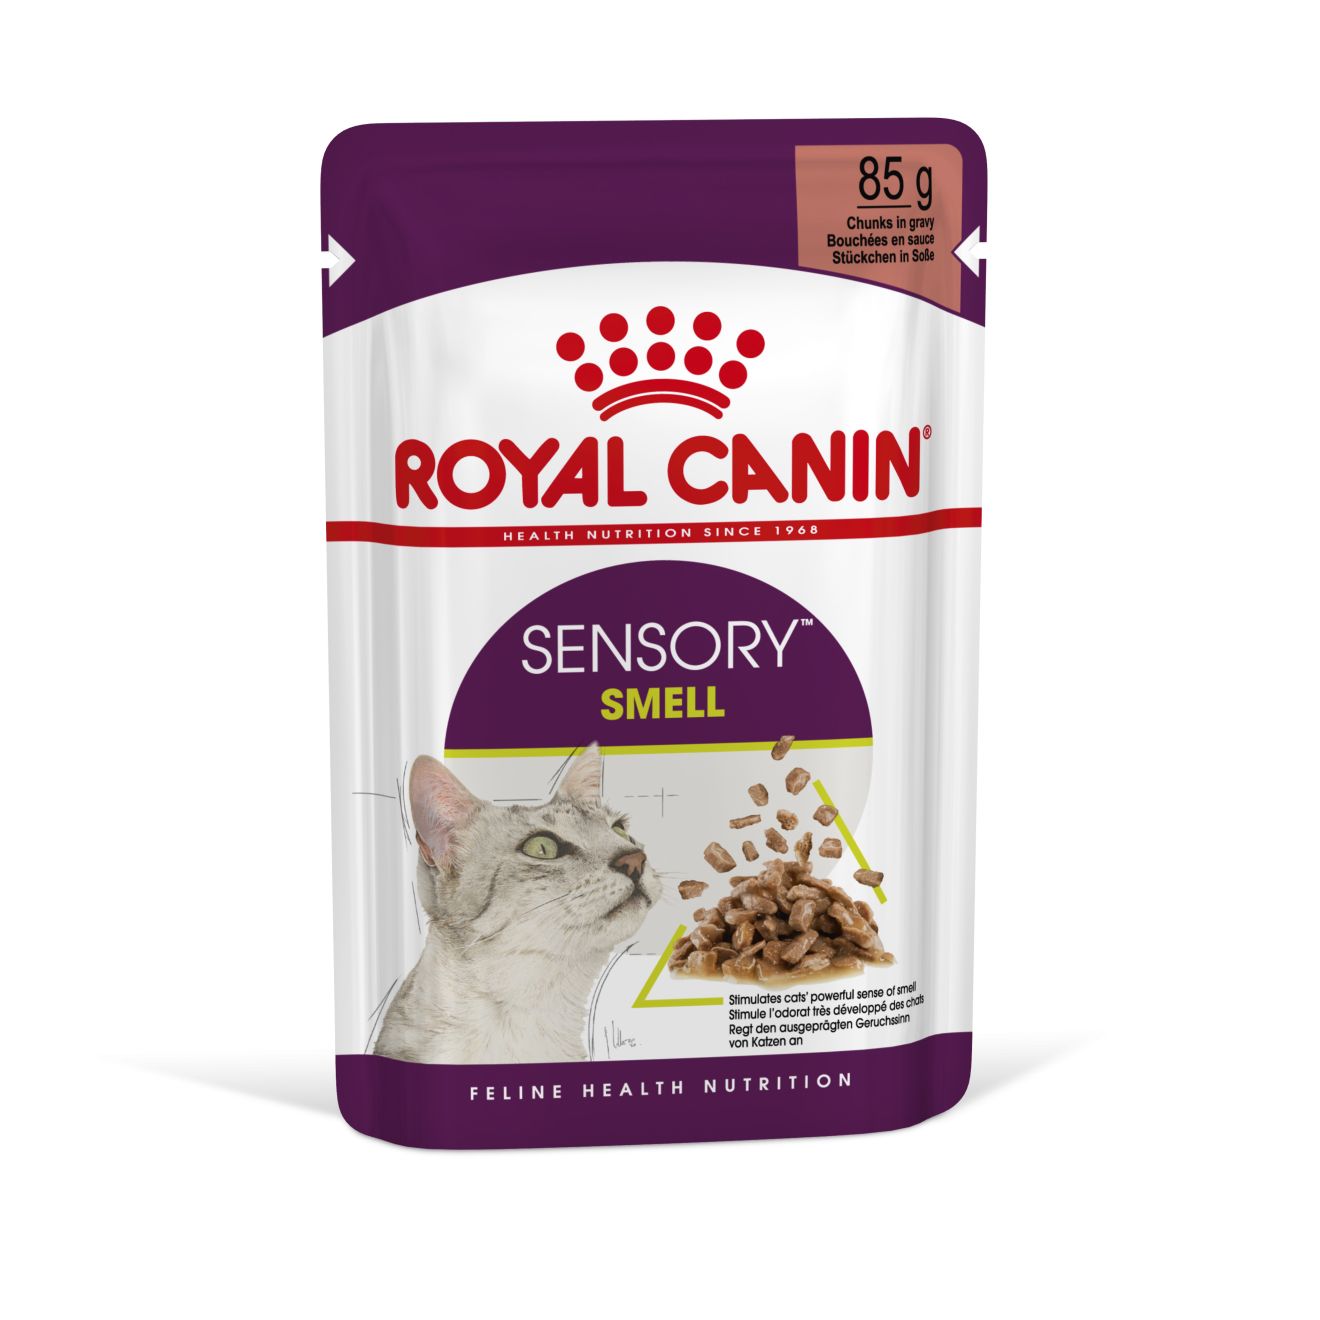 85 g
Chunks in gravy
Bouchées en sauce
Stückchen in Soße
ROYAL CANIN®
HEALTH NUTRITION SINCE 1968
SENSORY™
SMELL
Stimulates cats' powerful sense of smell
Stimule l'odorat très développé des chats
Regt den ausgeprägten Geruchssinn
von Katzen an
FELINE HEALTH NUTRITION